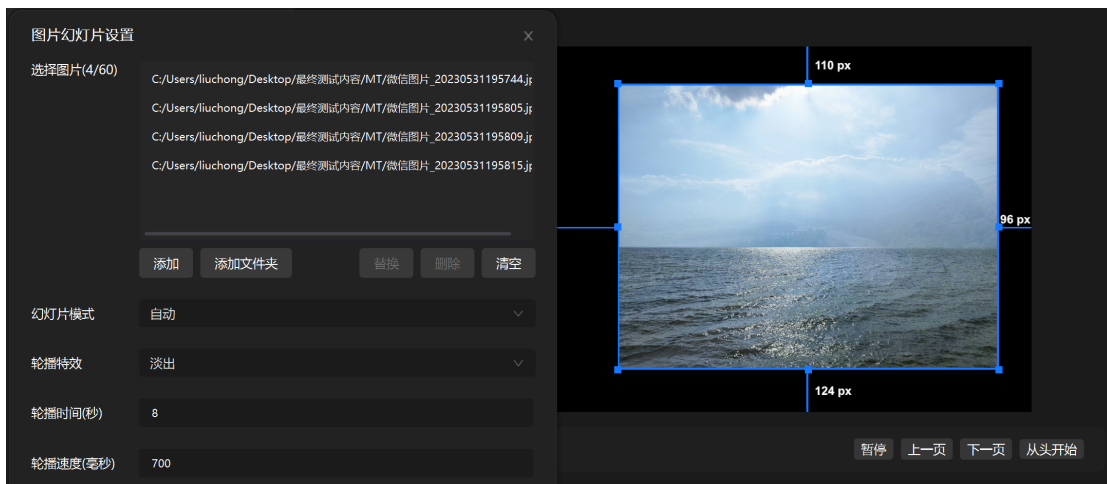 图片幻灯片设置
选择图片(4/60)
C:/Users/liuchong/Desktop/最终测试内容/MT/微信图片_20230531195744.jp
C:/Users/liuchong/Desktop/最终测试内容/MT/微信图片_20230531195805.jp
C:/Users/liuchong/Desktop/最终测试内容/MT/微信图片_20230531195809.jp
C:/Users/liuchong/Desktop/最终测试内容/MT/微信图片_20230531195815.jp
添加 添加文件夹 替换 删除 清空
幻灯片模式 自动
轮播特效 淡出
轮播时间(秒) 8
轮播速度(毫秒) 700
110 px
96 px
124 px
暂停 上一页 下一页 从头开始